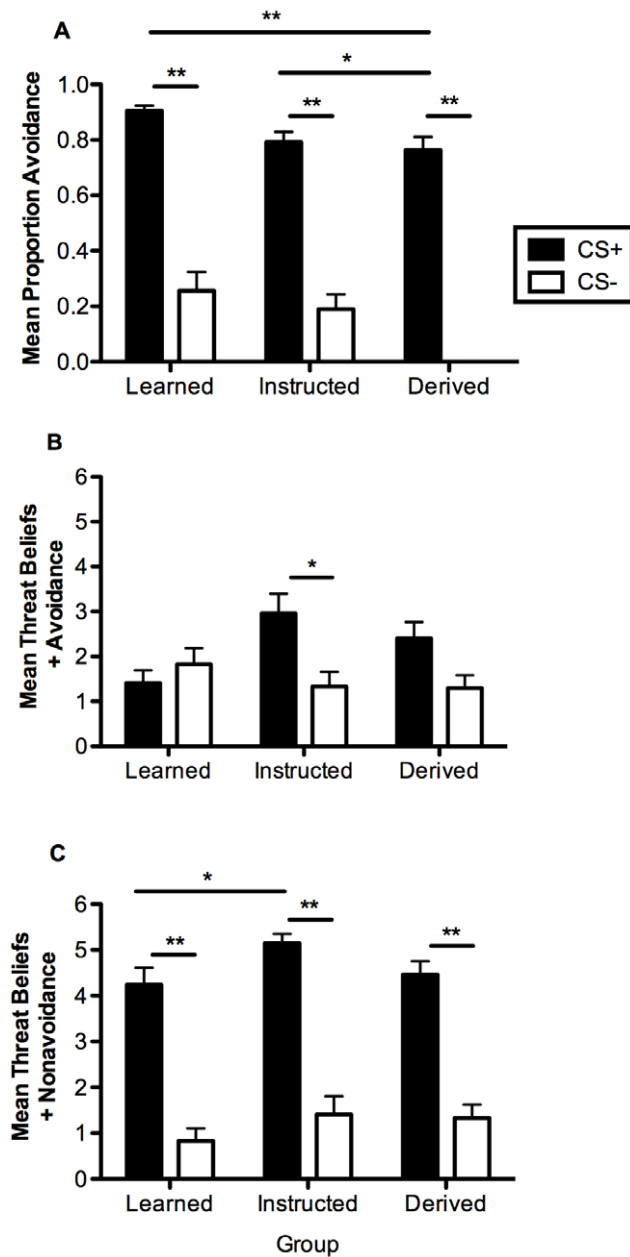 A
**
*
**
**
**
Mean Proportion Avoidance
1.0
0.8
0.6
0.4
0.2
0.0
Learned Instructed Derived
CS+
CS-
B
Mean Threat Beliefs
+ Avoidance
6
5
4
3
2
1
0
*
Learned Instructed Derived
C
Mean Threat Beliefs
+ Nonavoidance
6
5
4
3
2
1
0
*
**
**
**
Learned Instructed Derived
Group